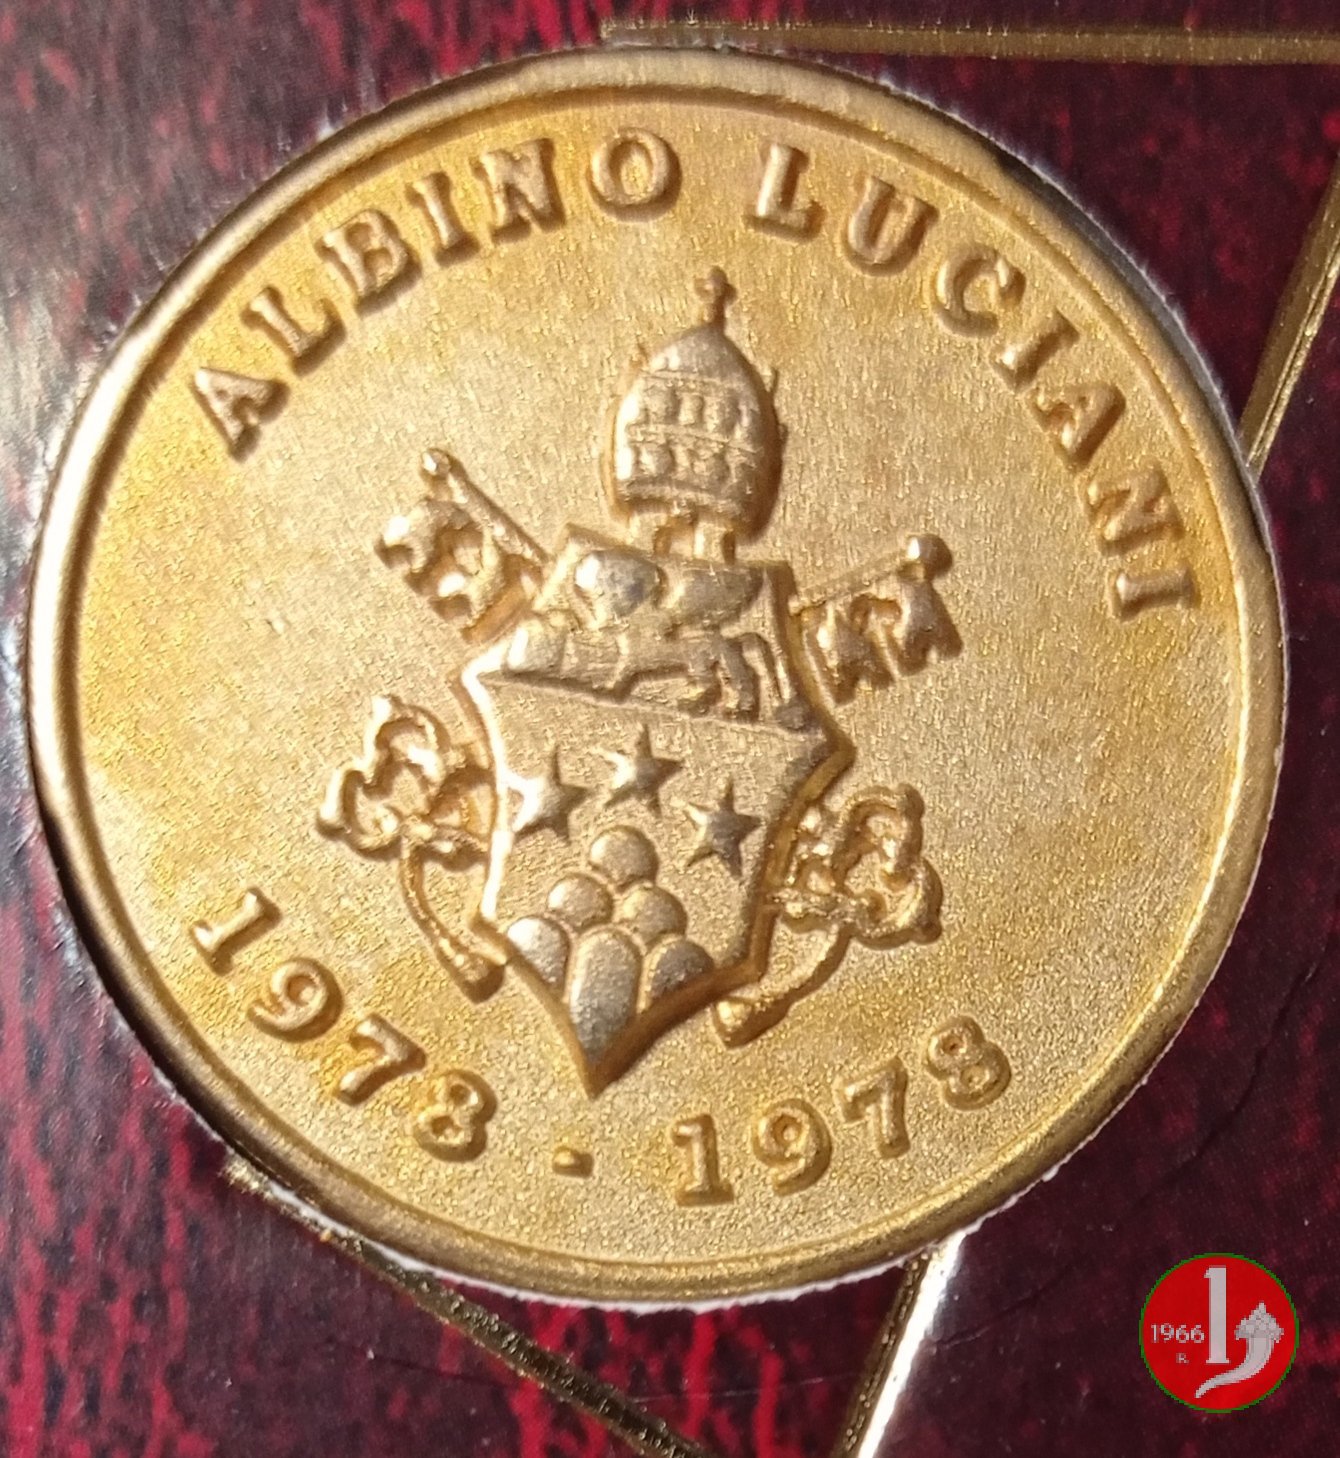 ALBINO LUCIANI
1978 - 1978
1966
R